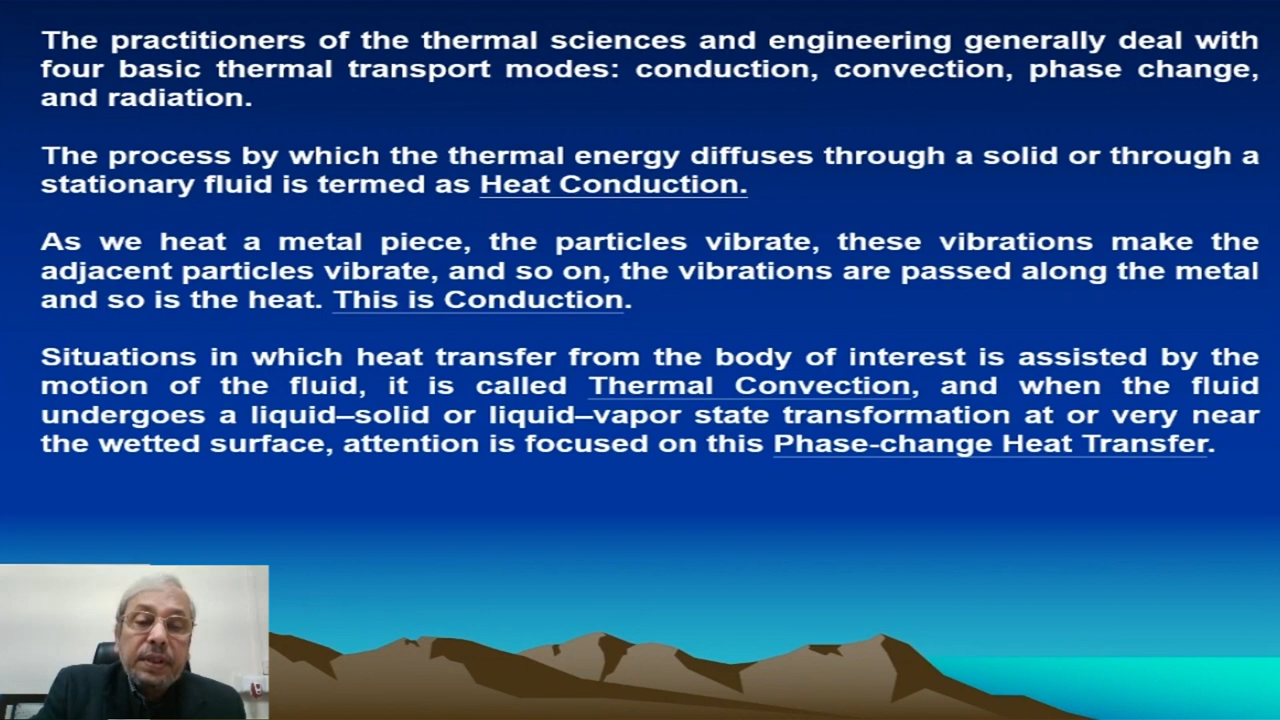 The practitioners of the thermal sciences and engineering generally deal with
four basic thermal transport modes: conduction, convection, phase change,
and radiation.
The process by which the thermal energy diffuses through a solid or through a
stationary fluid is termed as Heat Conduction.
As we heat a metal piece, the particles vibrate, these vibrations make the
adjacent particles vibrate, and so on, the vibrations are passed along the metal
and so is the heat. This is Conduction.
Situations in which heat transfer from the body of interest is assisted by the
motion of the fluid, it is called Thermal Convection, and when the fluid
undergoes a liquid–solid or liquid–vapor state transformation at or very near
the wetted surface, attention is focused on this Phase-change Heat Transfer.